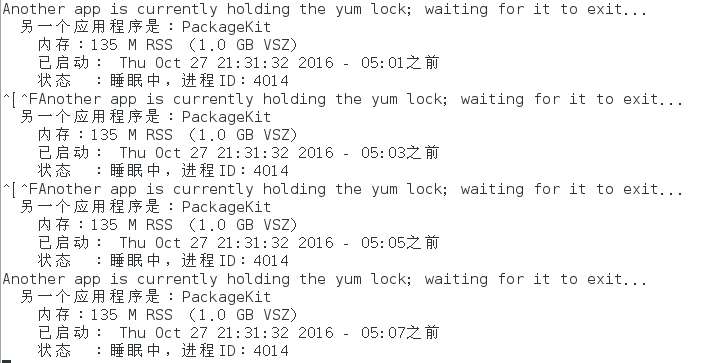 Another app is currently holding the yum lock; waiting for it to exit...
另一个应用程序是：PackageKit
内存：135 M RSS （1.0 GB VSZ）
已启动： Thu Oct 27 21:31:32 2016 - 05:01之前
状态 ：睡眠中，进程ID：4014
^[^FAnother app is currently holding the yum lock; waiting for it to exit...
另一个应用程序是：PackageKit
内存：135 M RSS （1.0 GB VSZ）
已启动： Thu Oct 27 21:31:32 2016 - 05:03之前
状态 ：睡眠中，进程ID：4014
^[^FAnother app is currently holding the yum lock; waiting for it to exit...
另一个应用程序是：PackageKit
内存：135 M RSS （1.0 GB VSZ）
已启动： Thu Oct 27 21:31:32 2016 - 05:05之前
状态 ：睡眠中，进程ID：4014
Another app is currently holding the yum lock; waiting for it to exit...
另一个应用程序是：PackageKit
内存：135 M RSS （1.0 GB VSZ）
已启动： Thu Oct 27 21:31:32 2016 - 05:07之前
状态 ：睡眠中，进程ID：4014